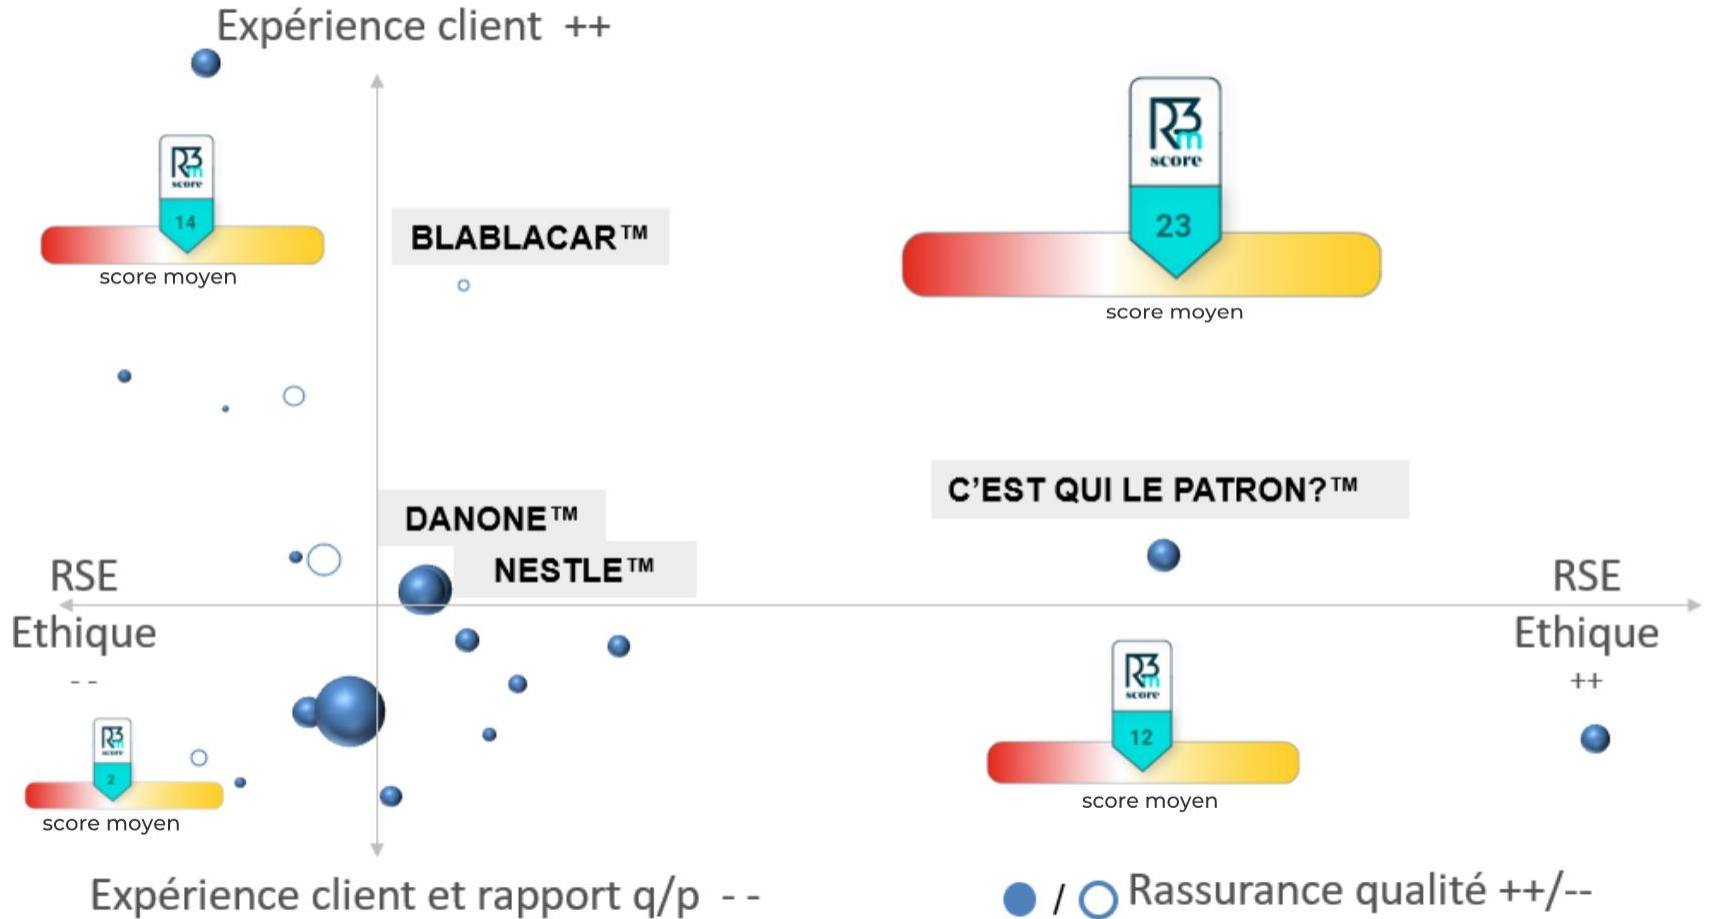 Expérience client ++
R3m
score
14
score moyen
BLABLACAR™
R3m
score
23
score moyen
C'EST QUI LE PATRON?™
DANONE™
NESTLE™
RSE
Ethique
--
RSE
Ethique
++
R3m
score
2
score moyen
R3m
score
12
score moyen
Expérience client et rapport q/p --
/ Rassurance qualité ++/--